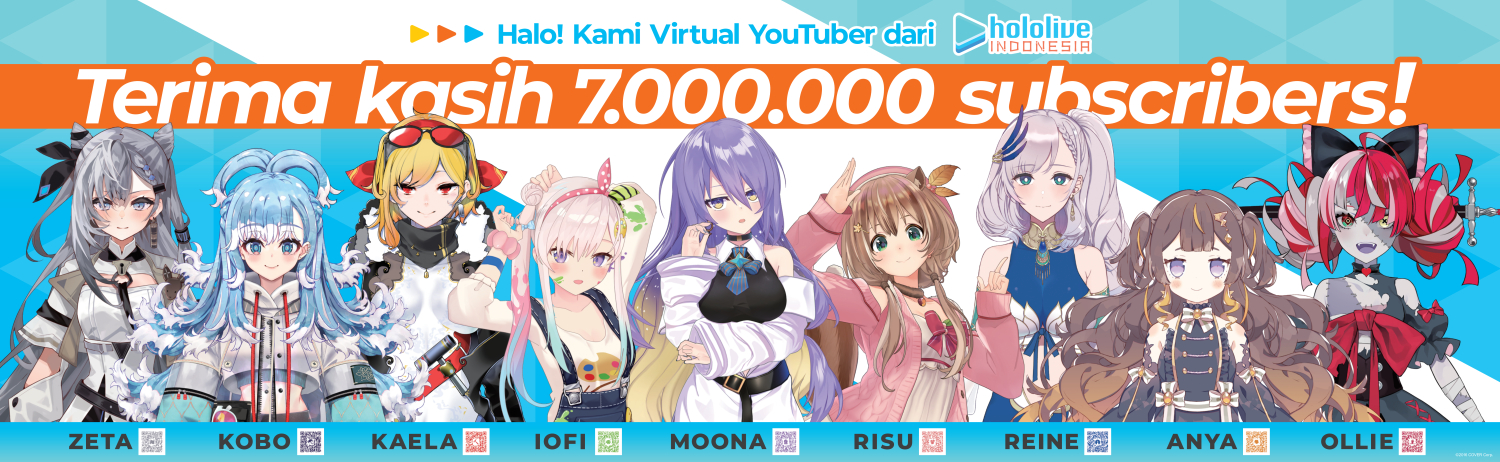 Halo! Kami Virtual YouTuber dari hololive
INDONESIA
Terima kasih 7.000.000 subscribers!
ZETA KOBO KAELA IOFI MOONA RISU REINE ANYA OLLIE